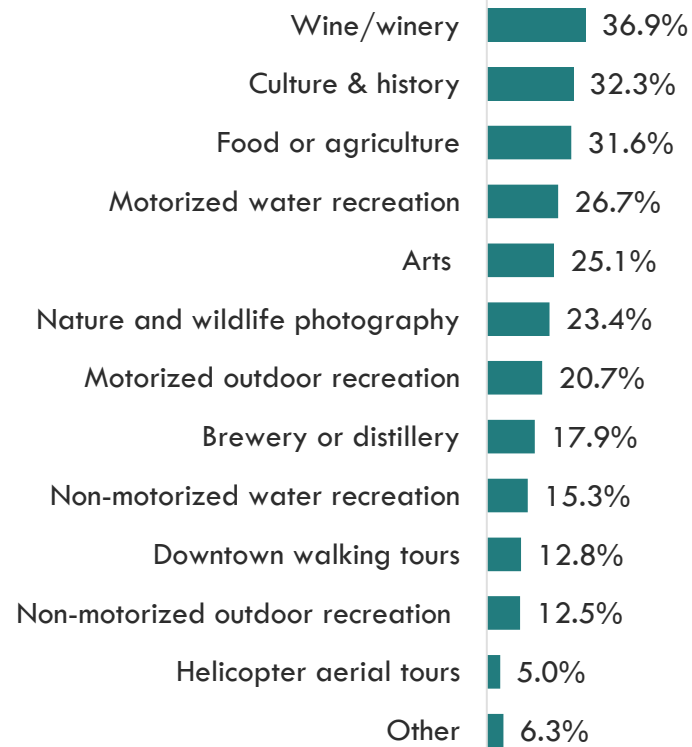 Wine/winery 36.9%
Culture & history 32.3%
Food or agriculture 31.6%
Motorized water recreation 26.7%
Arts 25.1%
Nature and wildlife photography 23.4%
Motorized outdoor recreation 20.7%
Brewery or distillery 17.9%
Non-motorized water recreation 15.3%
Downtown walking tours 12.8%
Non-motorized outdoor recreation 12.5%
Helicopter aerial tours 5.0%
Other 6.3%